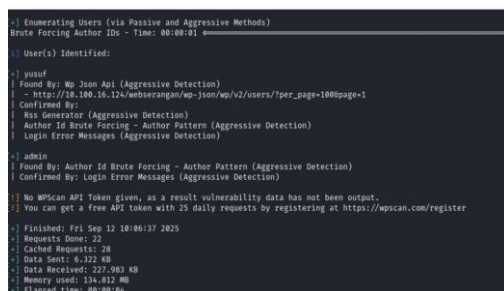 [+] Enumerating Users (via Passive and Aggressive Methods)
Brute Forcing Author IDs - Time: 00:00:01
[i] User(s) Identified:
[+] yusuf
| Found By: Wp Json Api (Aggressive Detection)
| - http://10.100.16.124/webserangan/wp-json/wp/v2/users/?per_page=100&page=1
| Confirmed By:
| Rss Generator (Aggressive Detection)
| Author Id Brute Forcing - Author Pattern (Aggressive Detection)
| Login Error Messages (Aggressive Detection)
[+] admin
| Found By: Author Id Brute Forcing - Author Pattern (Aggressive Detection)
| Confirmed By: Login Error Messages (Aggressive Detection)
[!] No WPScan API Token given, as a result vulnerability data has not been output.
[!] You can get a free API token with 25 daily requests by registering at https://wpscan.com/register
[+] Finished: Fri Sep 12 10:06:37 2025
[+] Requests Done: 22
[+] Cached Requests: 28
[+] Data Sent: 6.322 KB
[+] Data Received: 227.983 KB
[+] Memory used: 134.812 MB
[+] Elapsed time: 00:00:04